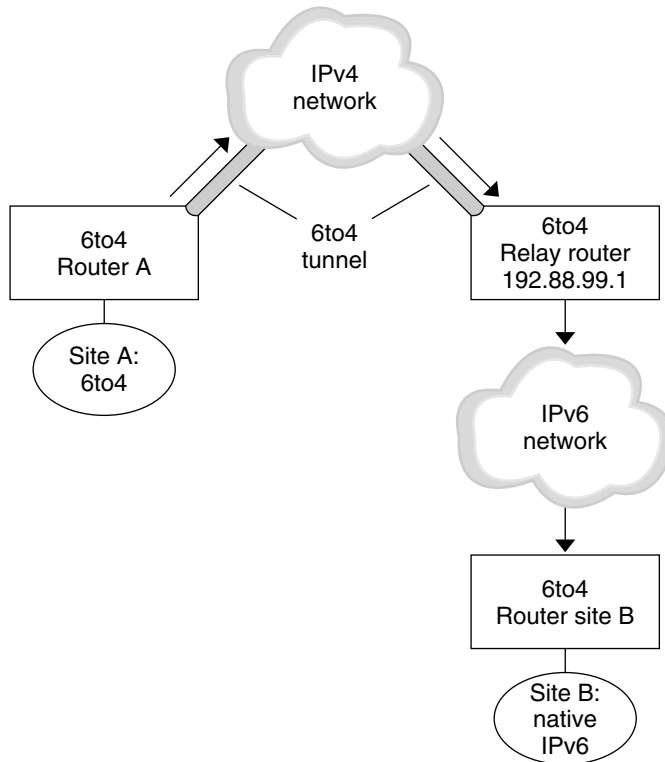 IPv4
network
6to4
Router A
6to4
tunnel
6to4
Relay router
192.88.99.1
Site A:
6to4
IPv6
network
6to4
Router site B
Site B:
native
IPv6